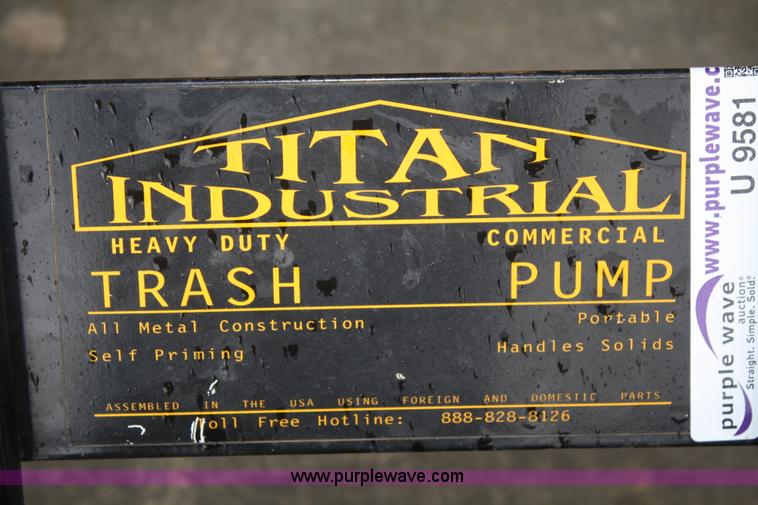 TITAN
INDUSTRIAL
HEAVY DUTY COMMERCIAL
TRASH PUMP
All Metal Construction Portable
Self Priming Handles Solids
ASSEMBLED IN THE USA USING FOREIGN AND DOMESTIC PARTS
Toll Free Hotline: 888-828-8126
www.purplewave.c
U 9581
purple wave
auction®
Straight. Simple. Sold.®
www.purplewave.com